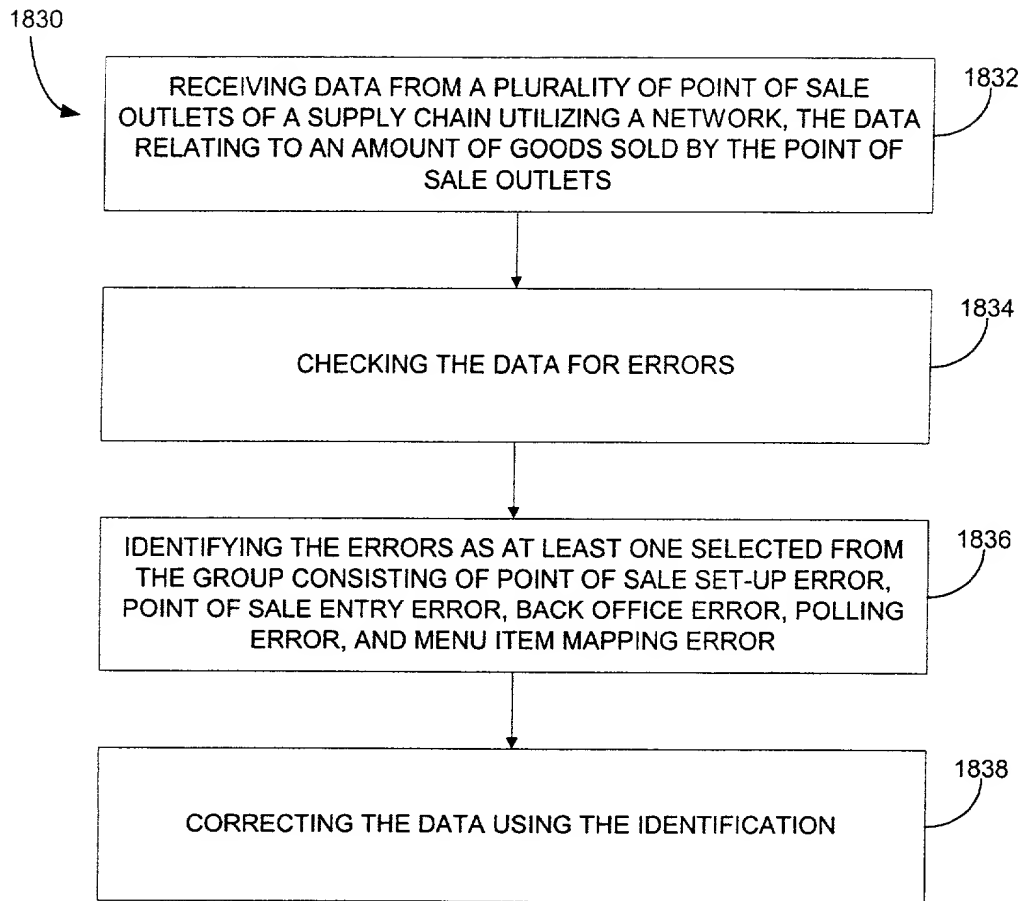 1830
1832
RECEIVING DATA FROM A PLURALITY OF POINT OF SALE
OUTLETS OF A SUPPLY CHAIN UTILIZING A NETWORK, THE DATA
RELATING TO AN AMOUNT OF GOODS SOLD BY THE POINT OF
SALE OUTLETS
1834
CHECKING THE DATA FOR ERRORS
1836
IDENTIFYING THE ERRORS AS AT LEAST ONE SELECTED FROM
THE GROUP CONSISTING OF POINT OF SALE SET-UP ERROR,
POINT OF SALE ENTRY ERROR, BACK OFFICE ERROR, POLLING
ERROR, AND MENU ITEM MAPPING ERROR
1838
CORRECTING THE DATA USING THE IDENTIFICATION